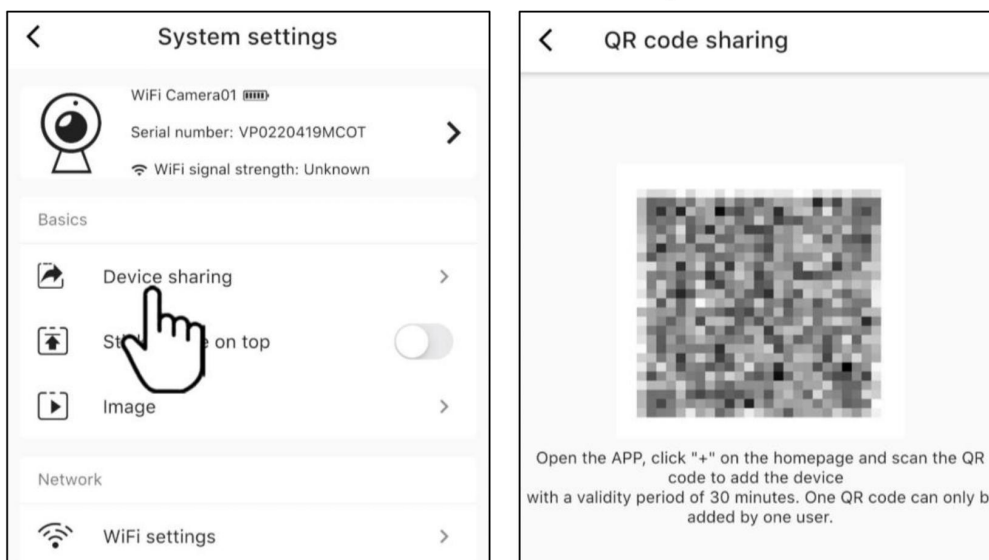 System settings
WiFi Camera01
Serial number: VP0220419MCOT
WiFi signal strength: Unknown
Basics
Device sharing
on top
Image
Network
WiFi settings
QR code sharing
Open the APP, click "+" on the homepage and scan the QR
code to add the device
with a validity period of 30 minutes. One QR code can only b
added by one user.